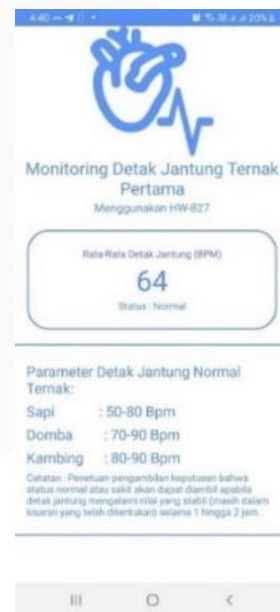 4:40
20%
Monitoring Detak Jantung Ternak
Pertama
Menggunakan HW-827
Rata-Rata Detak Jantung (BPM)
64
Status : Normal
Parameter Detak Jantung Normal
Ternak:
Sapi : 50-80 Bpm
Domba : 70-90 Bpm
Kambing : 80-90 Bpm
Catatan : Penetuan pengambilan keputusan bahwa
status normal atau sakit akan dapat diambil apabila
detak jantung mengalami nilai yang stabil (masih dalam
kisaran yang telah ditentukan) selama 1 hingga 2 jam.